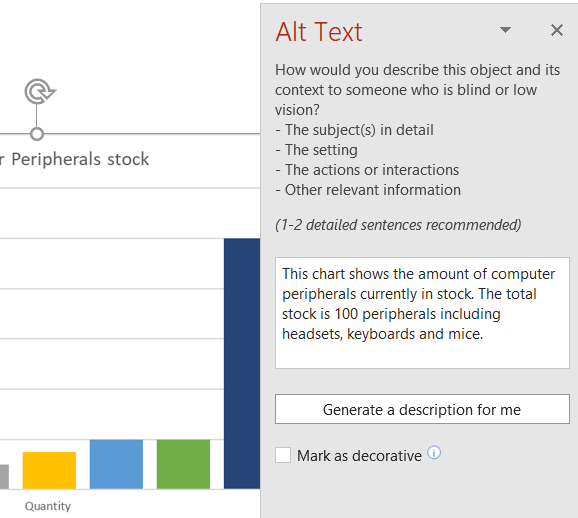 Alt Text
How would you describe this object and its
context to someone who is blind or low
vision?
- The subject(s) in detail
- The setting
- The actions or interactions
- Other relevant information
(1-2 detailed sentences recommended)
This chart shows the amount of computer
peripherals currently in stock. The total
stock is 100 peripherals including
headsets, keyboards and mice.
Generate a description for me
Mark as decorative
r Peripherals stock
Quantity